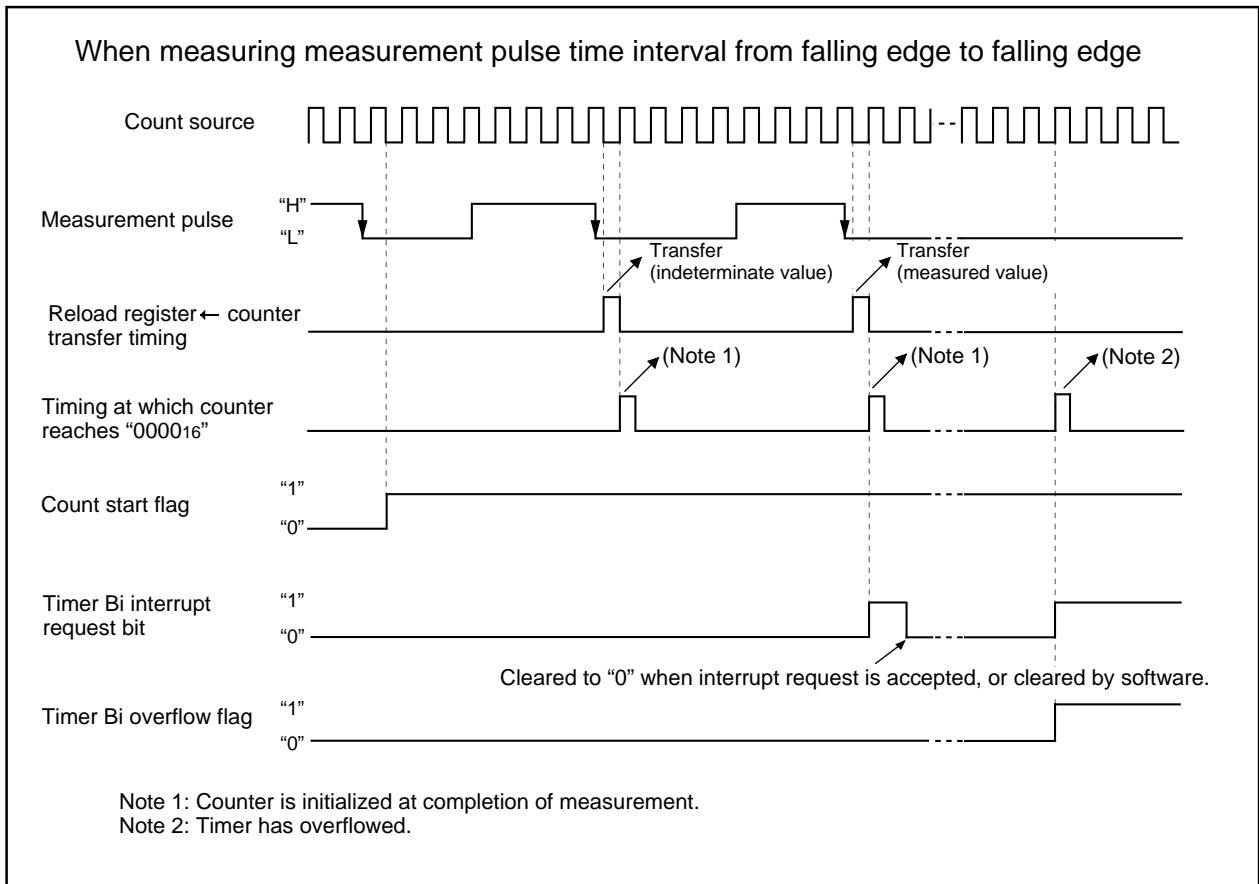 When measuring measurement pulse time interval from falling edge to falling edge
Count source
Measurement pulse
“H”
“L”
Transfer
(indeterminate value)
Transfer
(measured value)
Reload register ← counter
transfer timing
(Note 1)
(Note 1)
(Note 2)
Timing at which counter
reaches “000016”
Count start flag
“1”
“0”
Timer Bi interrupt
request bit
“1”
“0”
Cleared to “0” when interrupt request is accepted, or cleared by software.
Timer Bi overflow flag
“1”
“0”
Note 1: Counter is initialized at completion of measurement.
Note 2: Timer has overflowed.